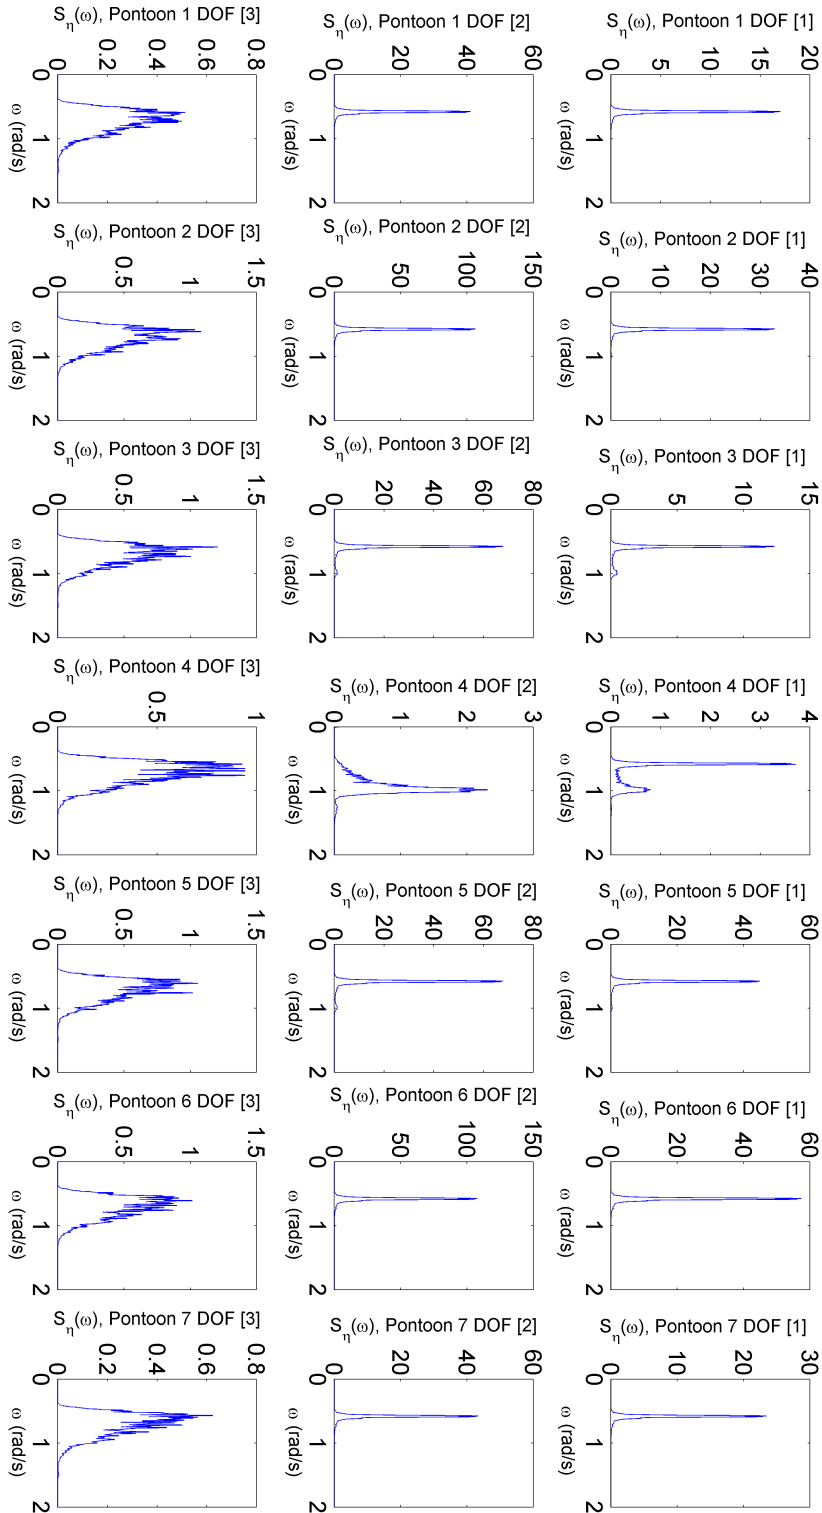 S_η(ω), Pontoon 1 DOF [1]
0 5 10 15 20
0 1 2
ω (rad/s)
S_η(ω), Pontoon 2 DOF [1]
0 10 20 30 40
0 1 2
ω (rad/s)
S_η(ω), Pontoon 3 DOF [1]
0 5 10 15
0 1 2
ω (rad/s)
S_η(ω), Pontoon 4 DOF [1]
0 1 2 3 4
0 1 2
ω (rad/s)
S_η(ω), Pontoon 5 DOF [1]
0 20 40 60
0 1 2
ω (rad/s)
S_η(ω), Pontoon 6 DOF [1]
0 20 40 60
0 1 2
ω (rad/s)
S_η(ω), Pontoon 7 DOF [1]
0 10 20 30
0 1 2
ω (rad/s)
S_η(ω), Pontoon 1 DOF [2]
0 20 40 60
0 1 2
ω (rad/s)
S_η(ω), Pontoon 2 DOF [2]
0 50 100 150
0 1 2
ω (rad/s)
S_η(ω), Pontoon 3 DOF [2]
0 20 40 60 80
0 1 2
ω (rad/s)
S_η(ω), Pontoon 4 DOF [2]
0 1 2 3
0 1 2
ω (rad/s)
S_η(ω), Pontoon 5 DOF [2]
0 20 40 60 80
0 1 2
ω (rad/s)
S_η(ω), Pontoon 6 DOF [2]
0 50 100 150
0 1 2
ω (rad/s)
S_η(ω), Pontoon 7 DOF [2]
0 20 40 60
0 1 2
ω (rad/s)
S_η(ω), Pontoon 1 DOF [3]
0 0.2 0.4 0.6 0.8
0 1 2
ω (rad/s)
S_η(ω), Pontoon 2 DOF [3]
0 0.5 1 1.5
0 1 2
ω (rad/s)
S_η(ω), Pontoon 3 DOF [3]
0 0.5 1 1.5
0 1 2
ω (rad/s)
S_η(ω), Pontoon 4 DOF [3]
0 0.5 1
0 1 2
ω (rad/s)
S_η(ω), Pontoon 5 DOF [3]
0 0.5 1 1.5
0 1 2
ω (rad/s)
S_η(ω), Pontoon 6 DOF [3]
0 0.5 1 1.5
0 1 2
ω (rad/s)
S_η(ω), Pontoon 7 DOF [3]
0 0.2 0.4 0.6 0.8
0 1 2
ω (rad/s)